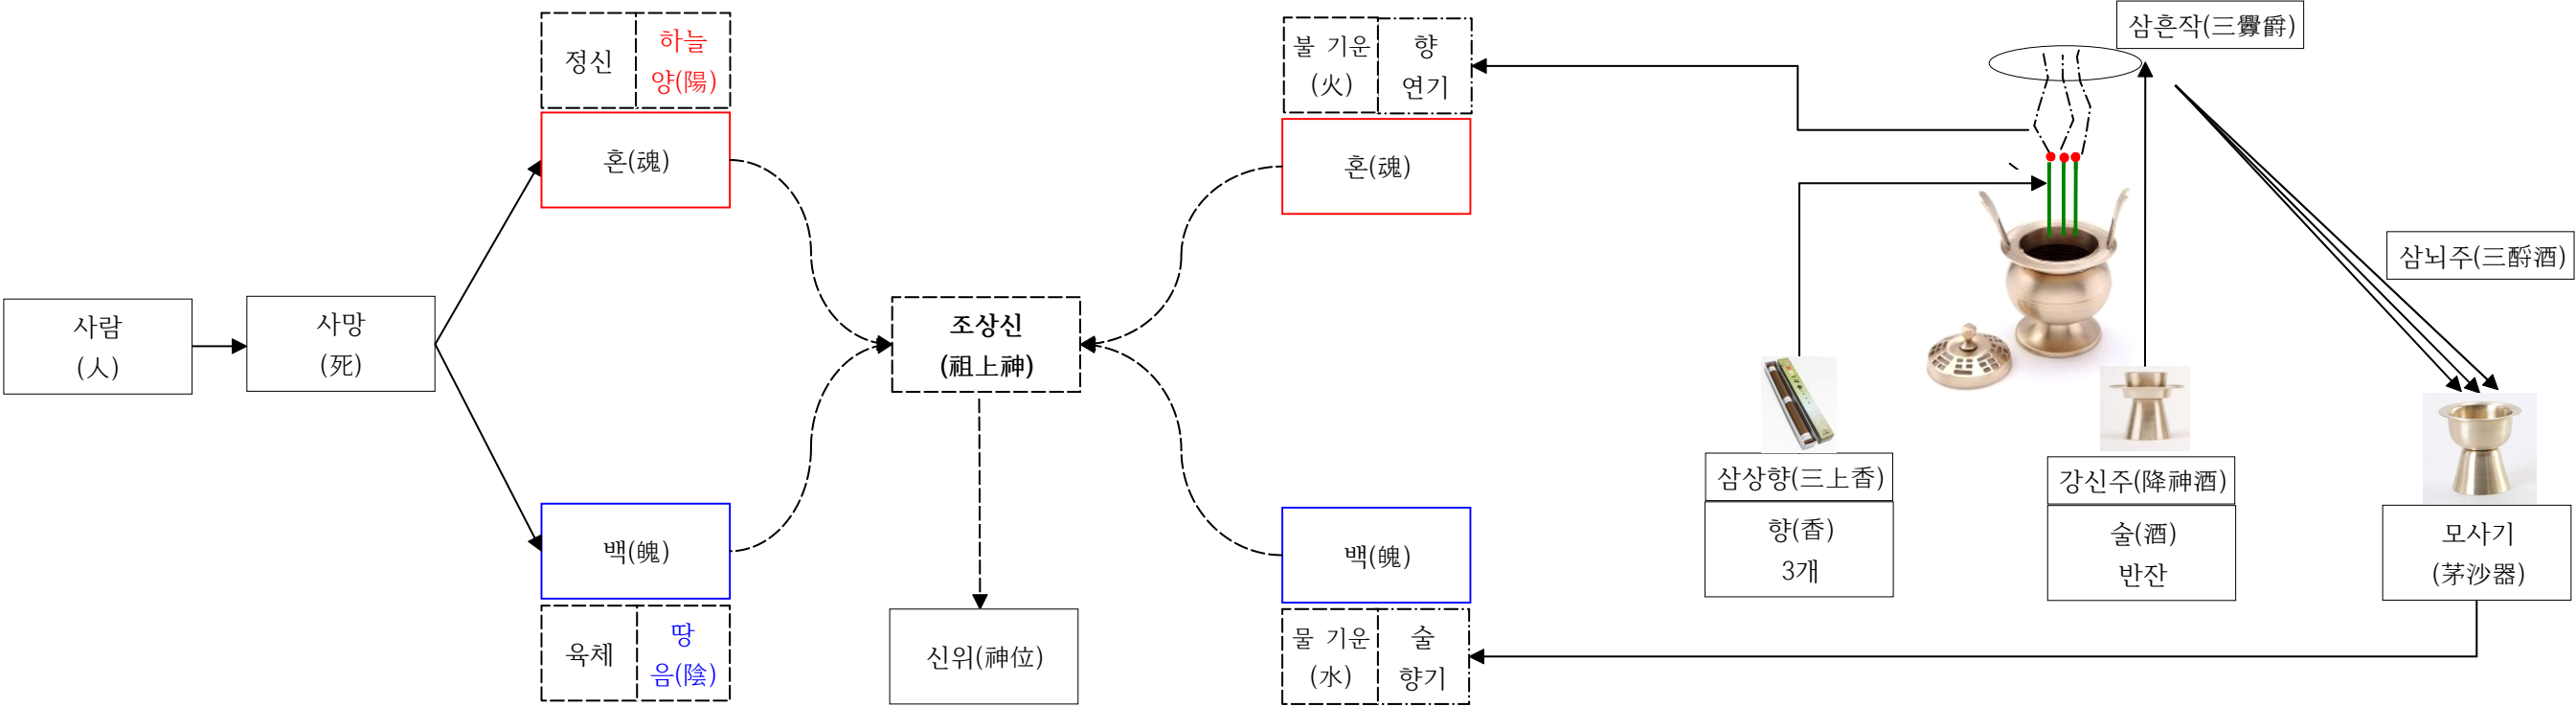 사람
(人)
사망
(死)
정신
하늘
양(陽)
혼(魂)
백(魄)
육체
땅
음(陰)
조상신
(祖上神)
신위(神位)
불 기운
(火)
향
연기
혼(魂)
백(魄)
물 기운
(水)
술
향기
삼흔작(三釁爵)
삼상향(三上香)
향(香)
3개
강신주(降神酒)
술(酒)
반잔
삼뇌주(三酹酒)
모사기
(茅沙器)